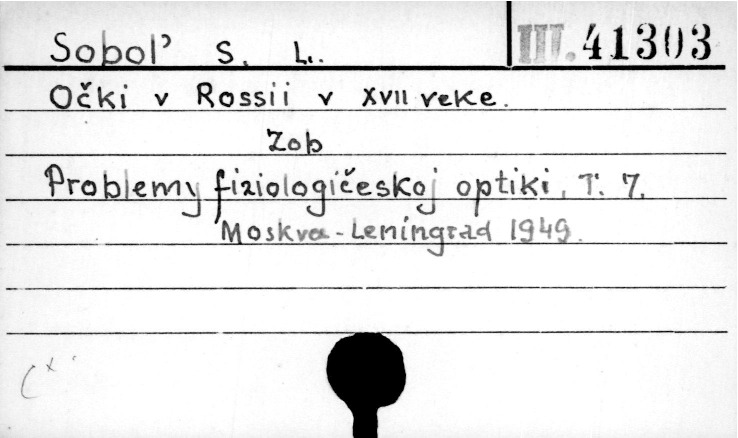 Sobol' S. L. III. 41303
Očki v Rossii v XVII veke.
Zob
Problemy fiziologičeskoj optiki, T. 7.
Moskva-Leningrad 1949.